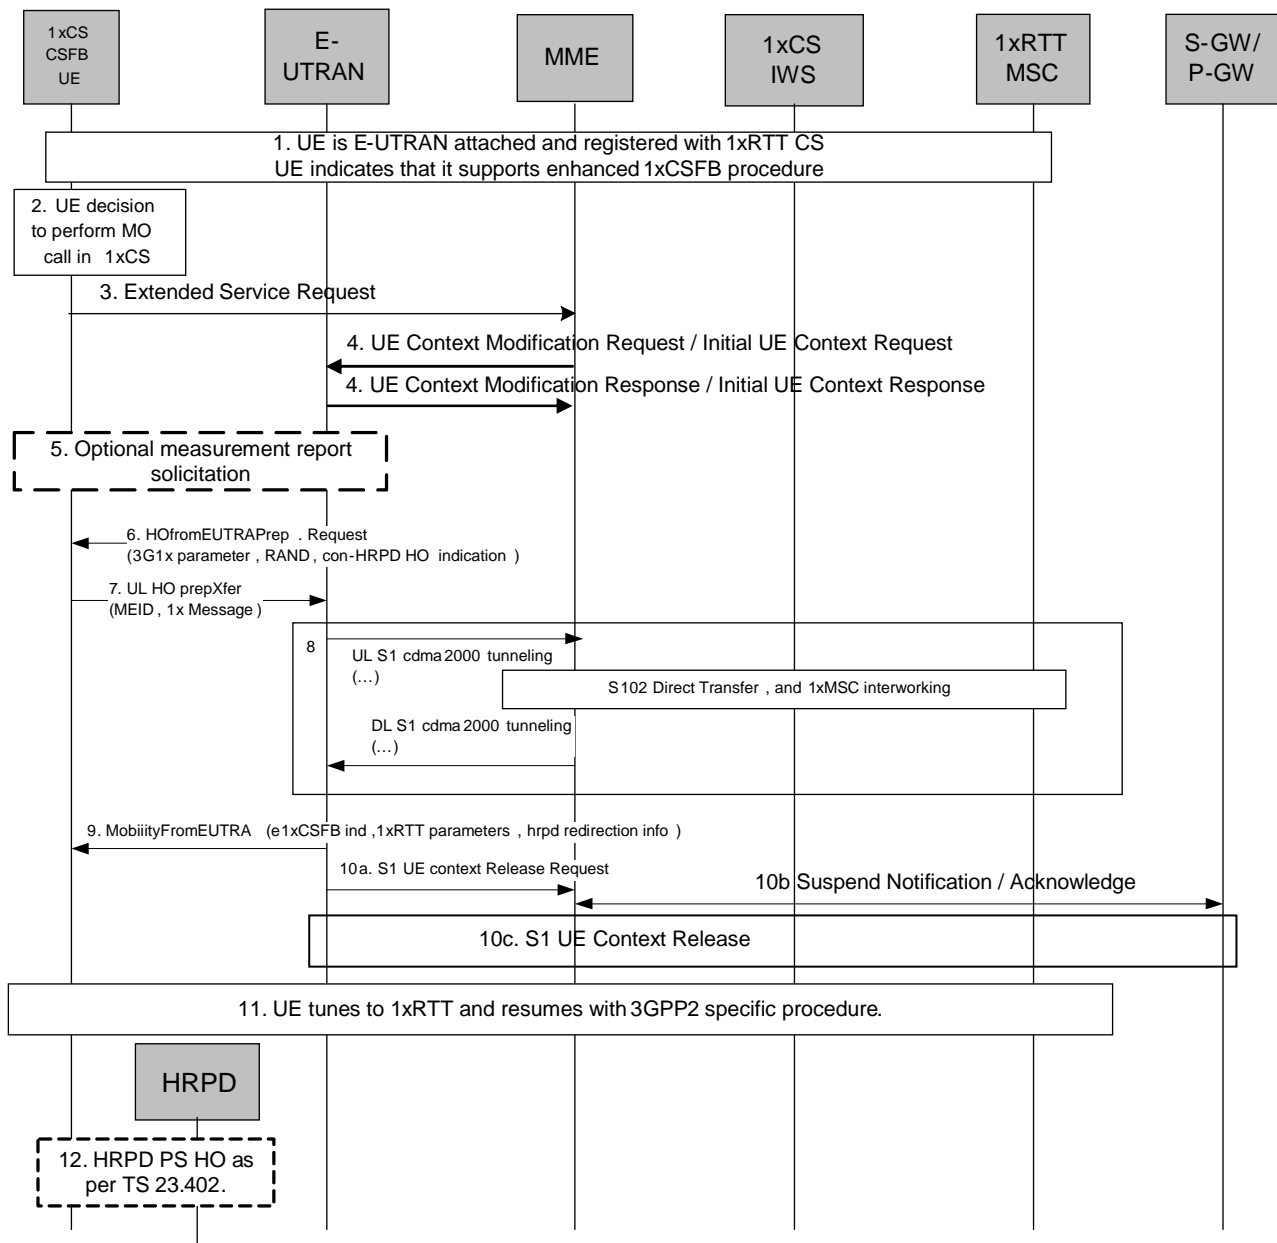 1xCS
CSFB
UE
E-
UTRAN
MME
1xCS
IWS
1xRTT
MSC
S-GW/
P-GW
1. UE is E-UTRAN attached and registered with 1xRTT CS
UE indicates that it supports enhanced 1xCSFB procedure
2. UE decision
to perform MO
call in 1xCS
3. Extended Service Request
4. UE Context Modification Request / Initial UE Context Request
4. UE Context Modification Response / Initial UE Context Response
5. Optional measurement report
solicitation
6. HOfromEUTRAPrep . Request
(3G1x parameter , RAND , con-HRPD HO indication )
7. UL HO prepXfer
(MEID , 1x Message )
8
UL S1 cdma 2000 tunneling
(...)
S102 Direct Transfer , and 1xMSC interworking
DL S1 cdma 2000 tunneling
(...)
9. MobiiityFromEUTRA (e1xCSFB ind ,1xRTT parameters , hrpd redirection info )
10a. S1 UE context Release Request
10b Suspend Notification / Acknowledge
10c. S1 UE Context Release
11. UE tunes to 1xRTT and resumes with 3GPP2 specific procedure.
HRPD
12. HRPD PS HO as
per TS 23.402.